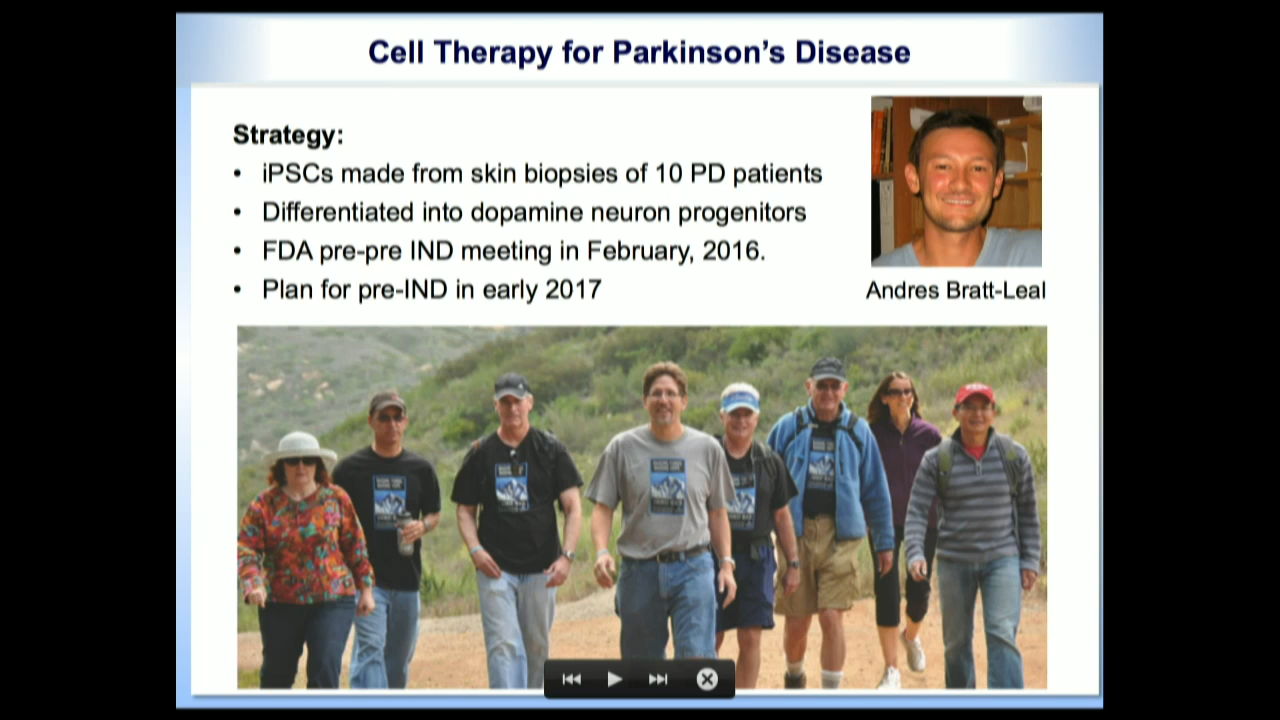 Cell Therapy for Parkinson's Disease
Strategy:
• iPSCs made from skin biopsies of 10 PD patients
• Differentiated into dopamine neuron progenitors
• FDA pre-pre IND meeting in February, 2016.
• Plan for pre-IND in early 2017
Andres Bratt-Leal